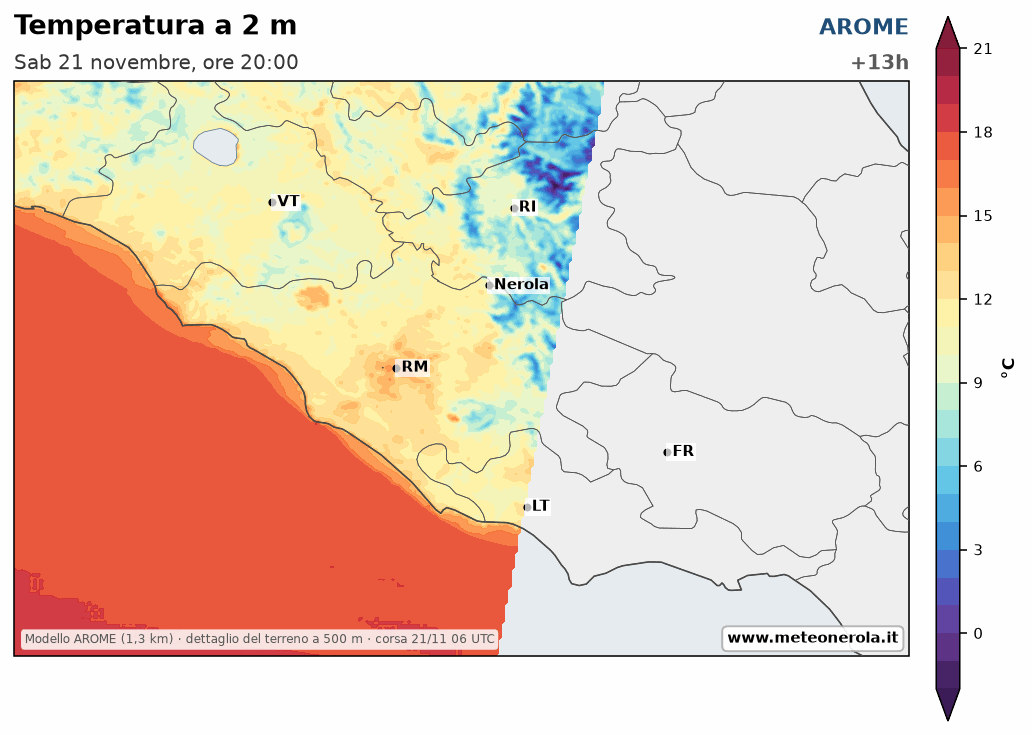 Temperatura a 2 m
AROME
Sab 21 novembre, ore 20:00
+13h
VT
RI
Nerola
RM
FR
LT
Modello AROME (1,3 km) · dettaglio del terreno a 500 m · corsa 21/11 06 UTC
www.meteonerola.it
21
18
15
12
9
6
3
0
°C